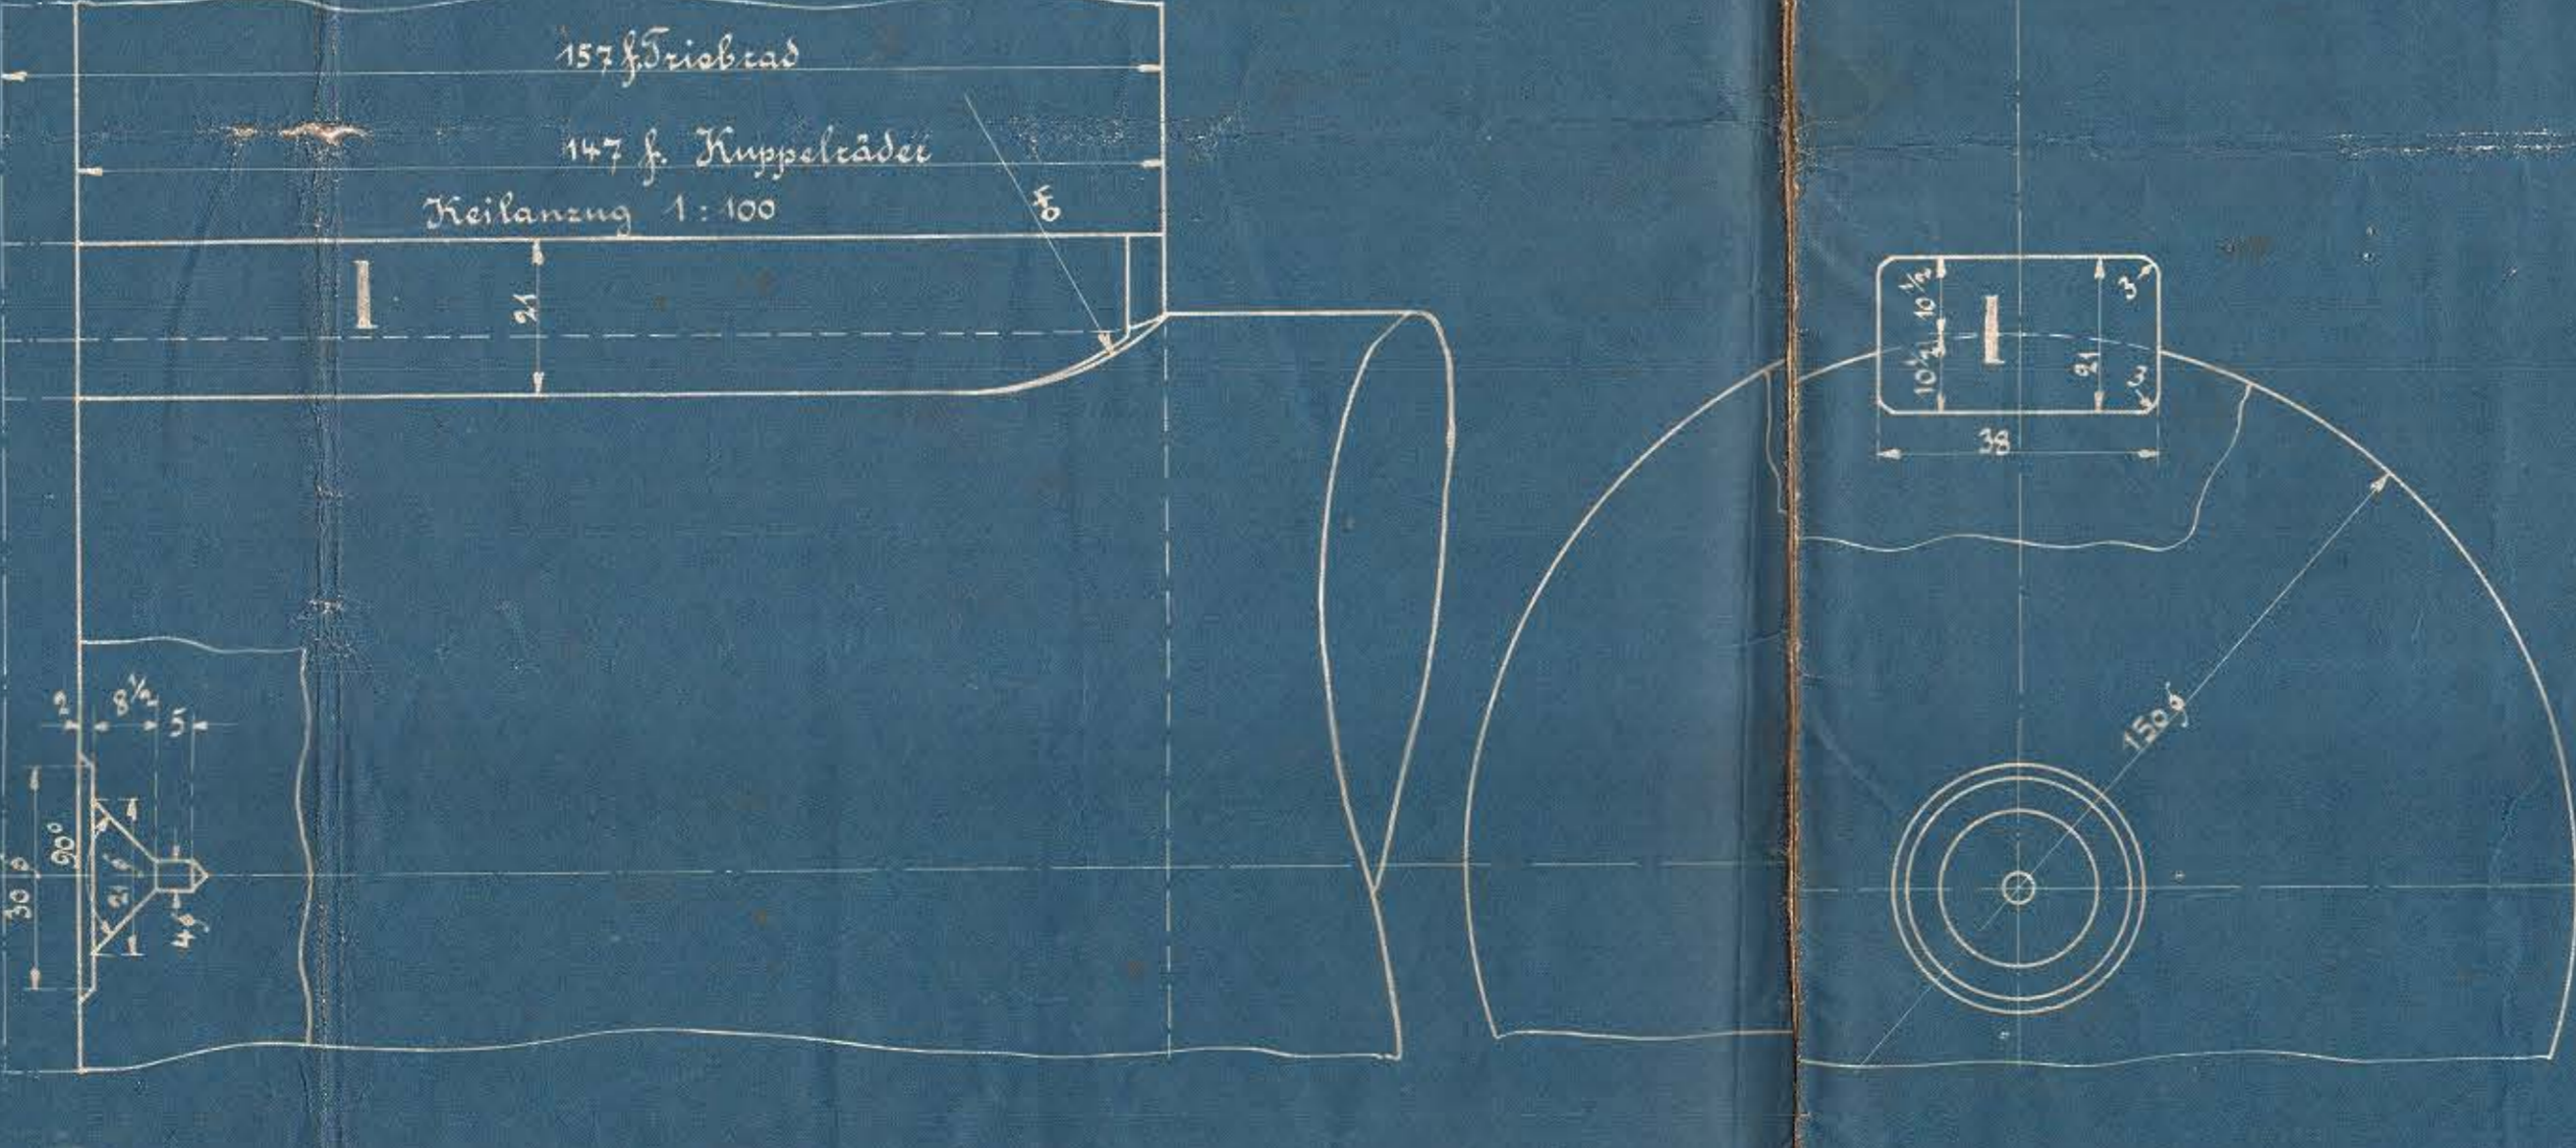 157 f. Triebrad
147 f. Kuppelräder
Keilanzug 1:100
I
21
10½
10½
I
21
3
3
38
2
8½
5
30 ø
90°
21 ø
4 ø
150 ø